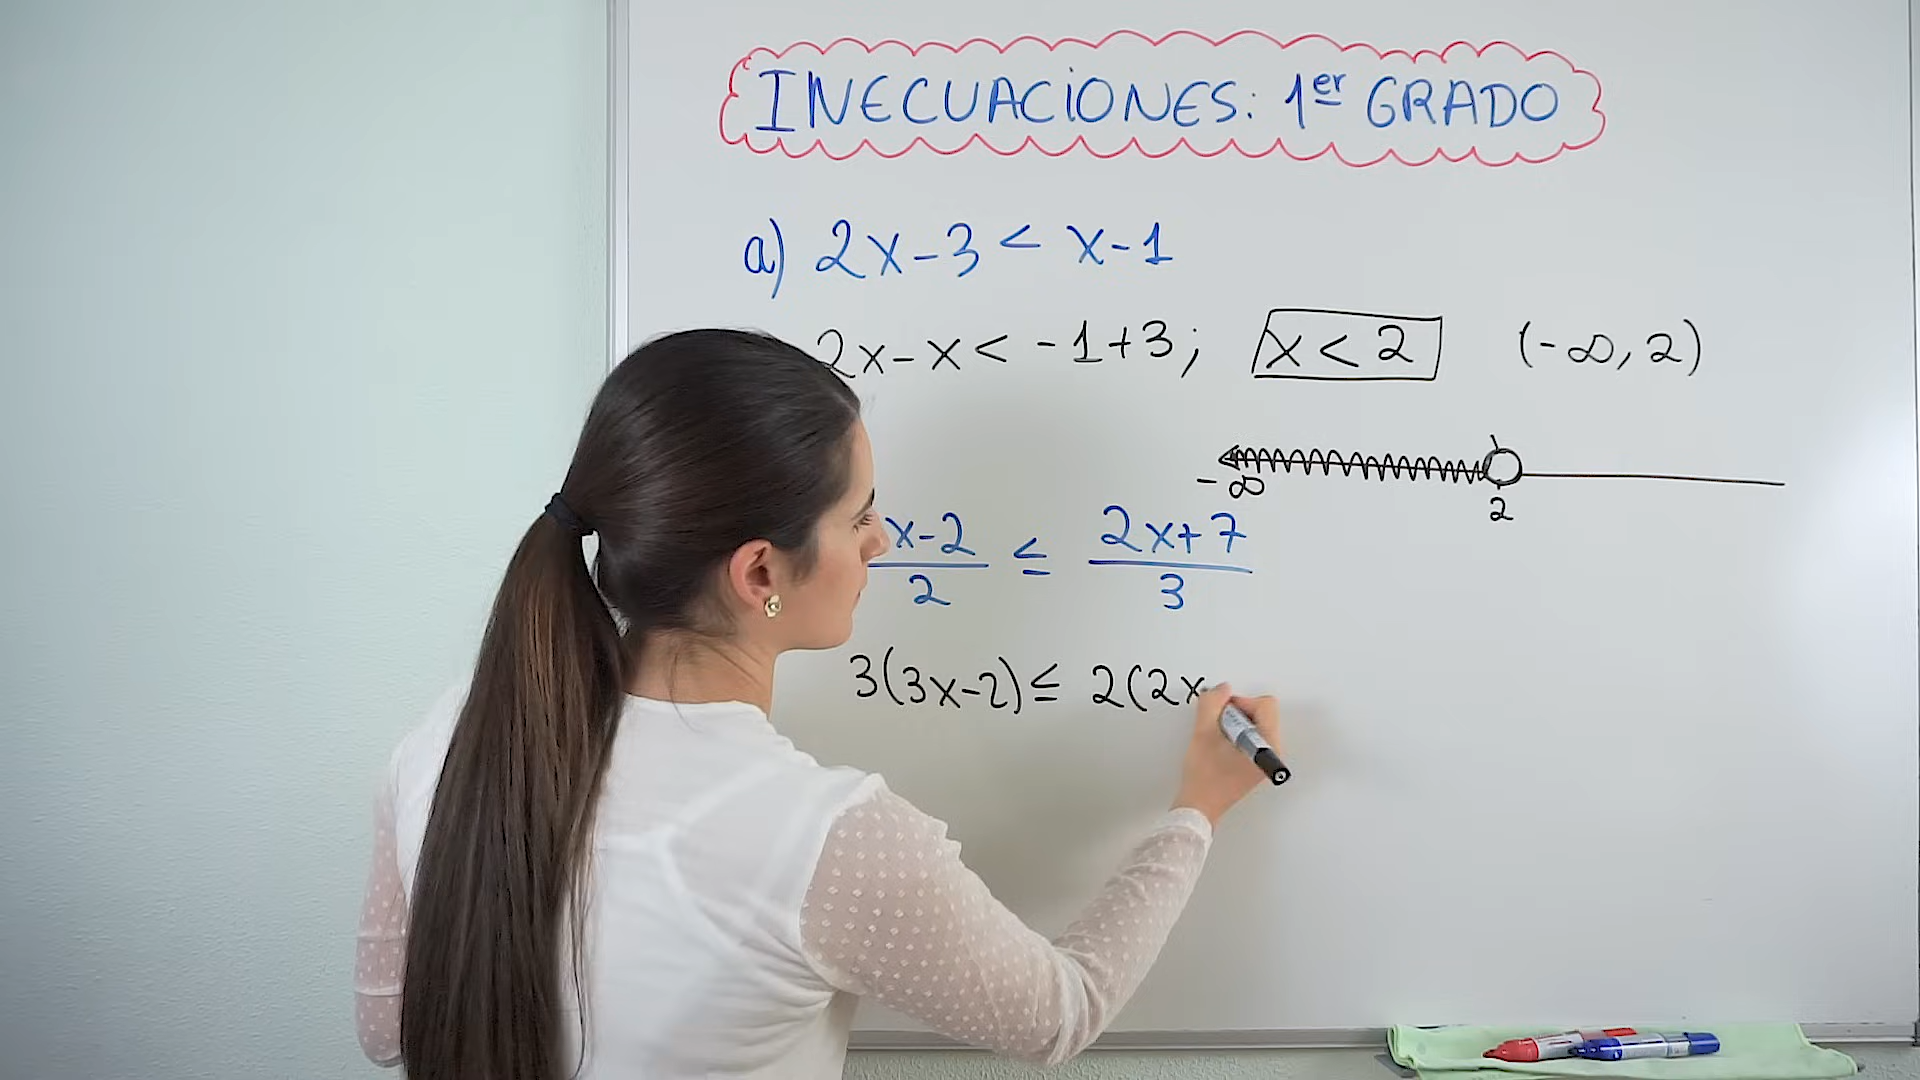 INECUACIONES: 1er GRADO
a) 2x-3 < x-1
2x-x < -1+3; x < 2 (-∞, 2)
-∞ 2
x-2 ≤ 2x+7
2 3
3(3x-2) ≤ 2(2x